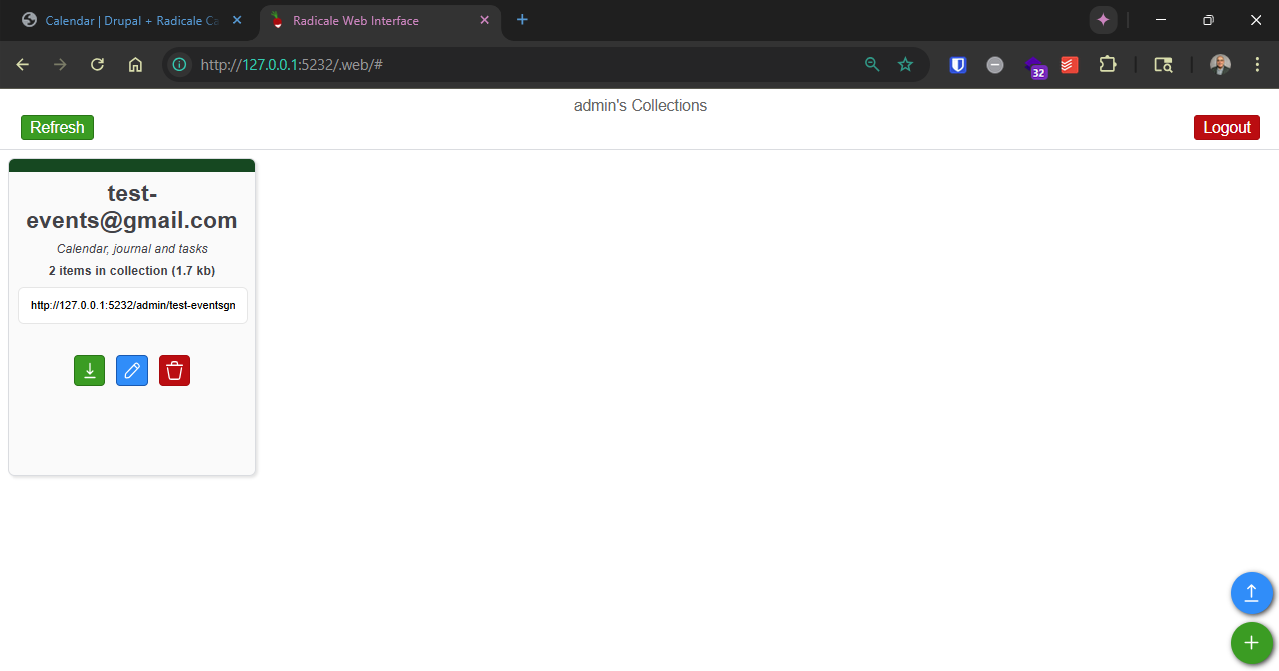 Calendar | Drupal + Radicale Ca
Radicale Web Interface
http://127.0.0.1:5232/.web/#
32
admin's Collections
Refresh
Logout
test-
events@gmail.com
Calendar, journal and tasks
2 items in collection (1.7 kb)
http://127.0.0.1:5232/admin/test-eventsgn